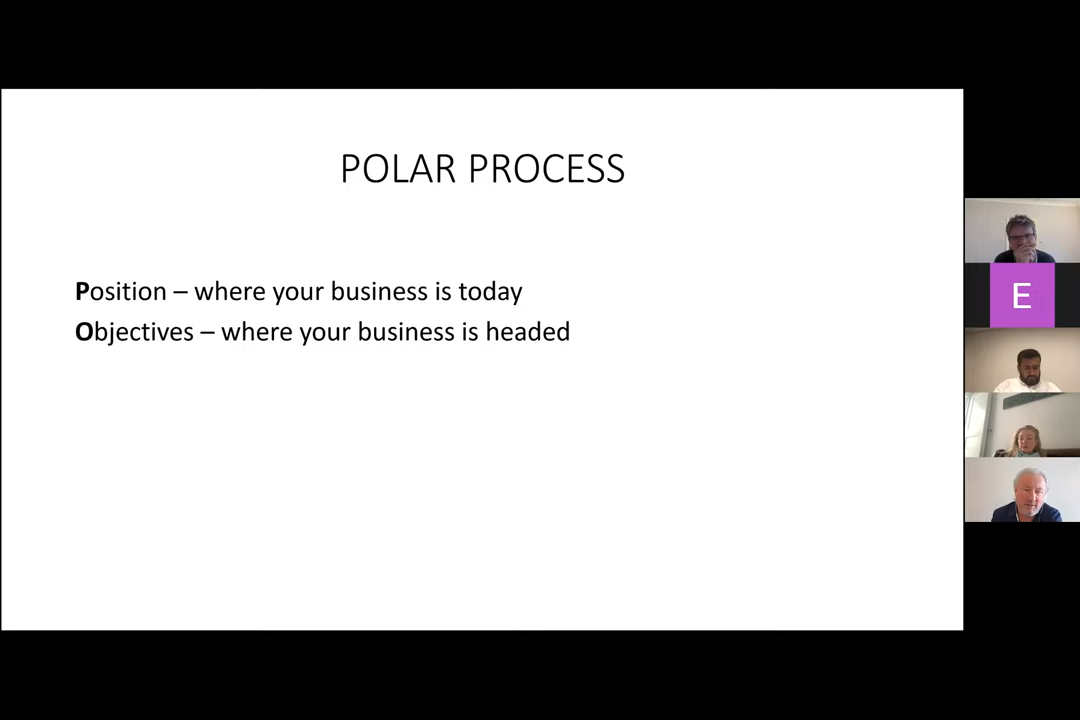 POLAR PROCESS
Position – where your business is today
Objectives – where your business is headed
E